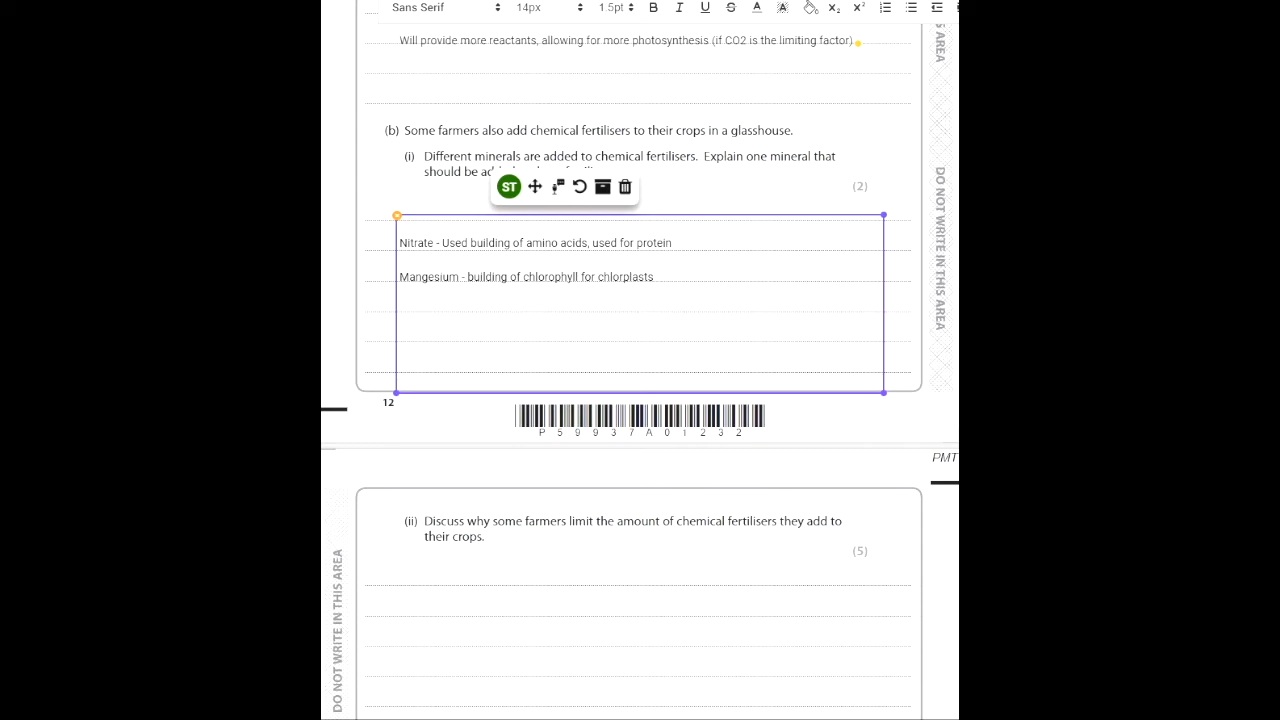 Sans Serif 14px 1.5pt B I U S A A x₂ x²
S AREA
Will provide more reactants, allowing for more photosynthesis (if CO2 is the limiting factor)
(b) Some farmers also add chemical fertilisers to their crops in a glasshouse.
(i) Different minerals are added to chemical fertilisers. Explain one mineral that
should be
ST
(2)
DO NOT WRITE IN THIS AREA
Nitrate - Used building of amino acids, used for protein
Mangesium - building of chlorophyll for chlorplasts
12
P 5 9 9 3 7 A 0 1 2 3 2
PMT
(ii) Discuss why some farmers limit the amount of chemical fertilisers they add to
their crops.
(5)
DO NOT WRITE IN THIS AREA